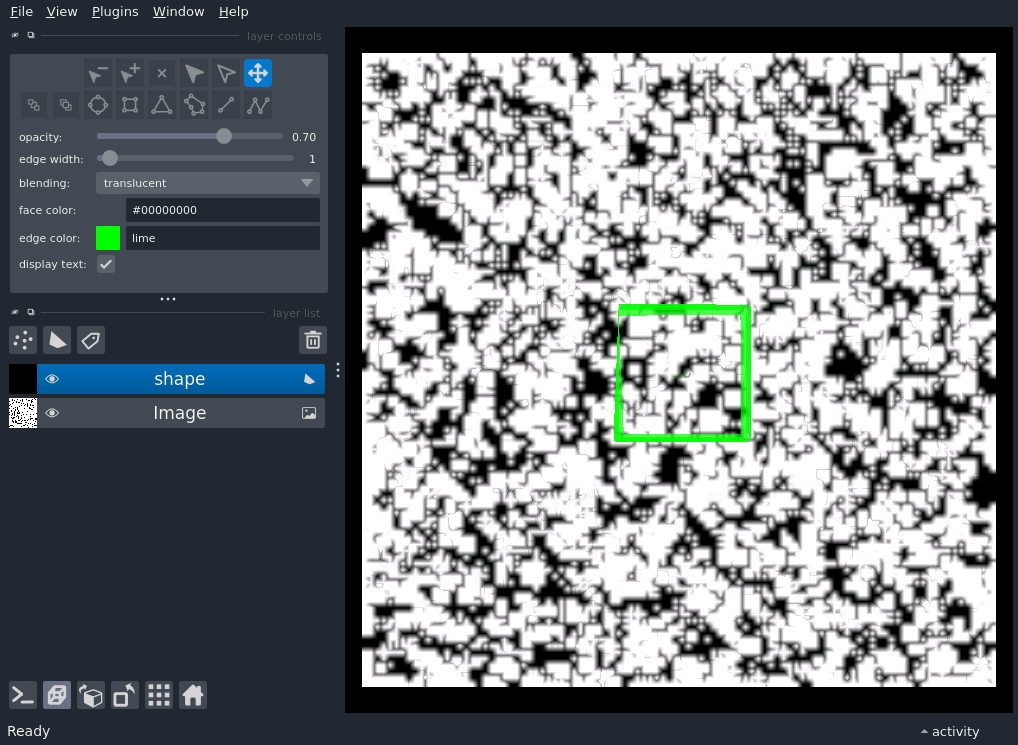 File View Plugins Window Help
layer controls
opacity: 0.70
edge width: 1
blending: translucent
face color: #00000000
edge color: lime
display text:
layer list
shape
Image
Ready
activity